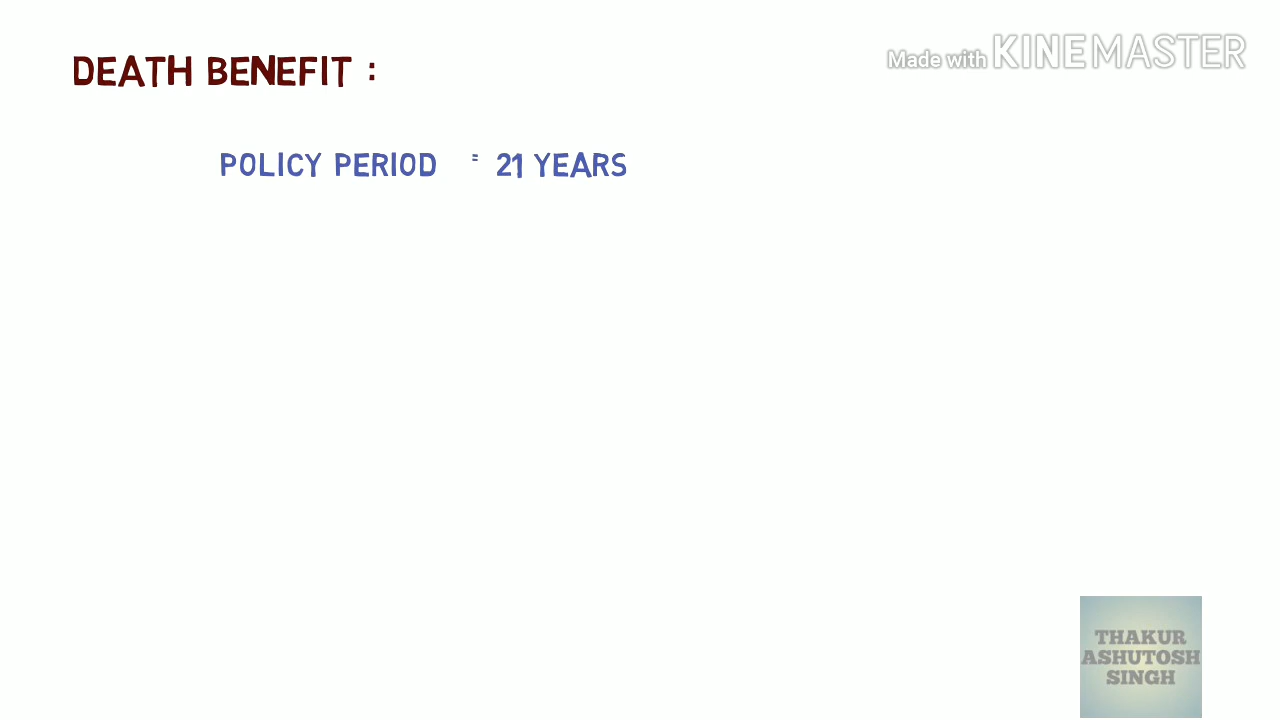 DEATH BENEFIT :
Made with KINEMASTER
POLICY PERIOD = 21 YEARS
THAKUR
ASHUTOSH
SINGH